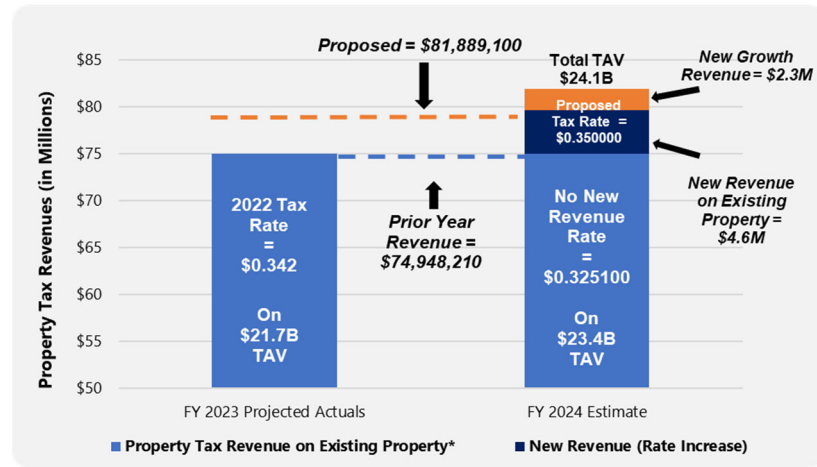 Proposed = $81,889,100
Total TAV
$24.1B
New Growth
Revenue = $2.3M
$85
$80
$75
$70
$65
$60
$55
$50
Property Tax Revenues (in Millions)
Proposed
Tax Rate =
$0.350000
New Revenue
on Existing
Property =
$4.6M
Prior Year
Revenue =
$74,948,210
2022 Tax
Rate
=
$0.342
On
$21.7B
TAV
No New
Revenue
Rate
=
$0.325100
On
$23.4B
TAV
FY 2023 Projected Actuals
FY 2024 Estimate
Property Tax Revenue on Existing Property*
New Revenue (Rate Increase)